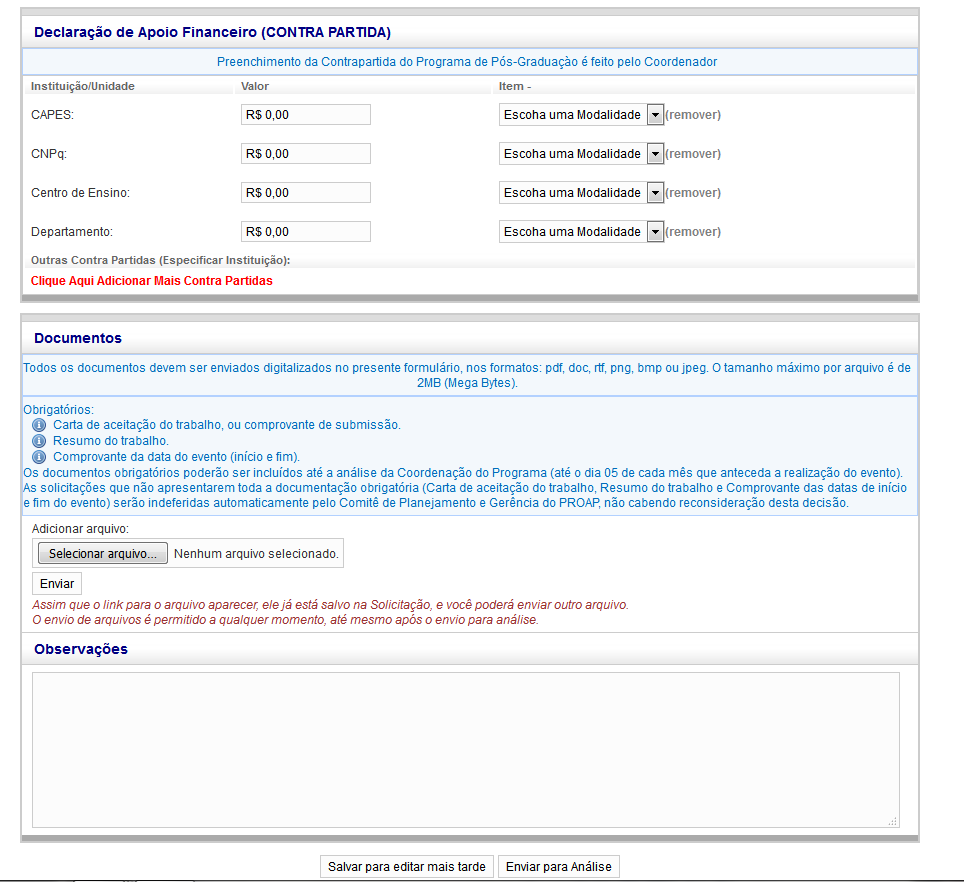 Declaração de Apoio Financeiro (CONTRA PARTIDA)
Preenchimento da Contrapartida do Programa de Pós-Graduaçào é feito pelo Coordenador
Instituição/Unidade Valor Item -
CAPES: R$ 0,00 Escoha uma Modalidade (remover)
CNPq: R$ 0,00 Escoha uma Modalidade (remover)
Centro de Ensino: R$ 0,00 Escoha uma Modalidade (remover)
Departamento: R$ 0,00 Escoha uma Modalidade (remover)
Outras Contra Partidas (Especificar Instituição):
Clique Aqui Adicionar Mais Contra Partidas
Documentos
Todos os documentos devem ser enviados digitalizados no presente formulário, nos formatos: pdf, doc, rtf, png, bmp ou jpeg. O tamanho máximo por arquivo é de
2MB (Mega Bytes).
Obrigatórios:
Carta de aceitação do trabalho, ou comprovante de submissão.
Resumo do trabalho.
Comprovante da data do evento (início e fim).
Os documentos obrigatórios poderão ser incluídos até a análise da Coordenação do Programa (até o dia 05 de cada mês que anteceda a realização do evento).
As solicitações que não apresentarem toda a documentação obrigatória (Carta de aceitação do trabalho, Resumo do trabalho e Comprovante das datas de início
e fim do evento) serão indeferidas automaticamente pelo Comitê de Planejamento e Gerência do PROAP, não cabendo reconsideração desta decisão.
Adicionar arquivo:
Selecionar arquivo... Nenhum arquivo selecionado.
Enviar
Assim que o link para o arquivo aparecer, ele já está salvo na Solicitação, e você poderá enviar outro arquivo.
O envio de arquivos é permitido a qualquer momento, até mesmo após o envio para análise.
Observações
Salvar para editar mais tarde Enviar para Análise